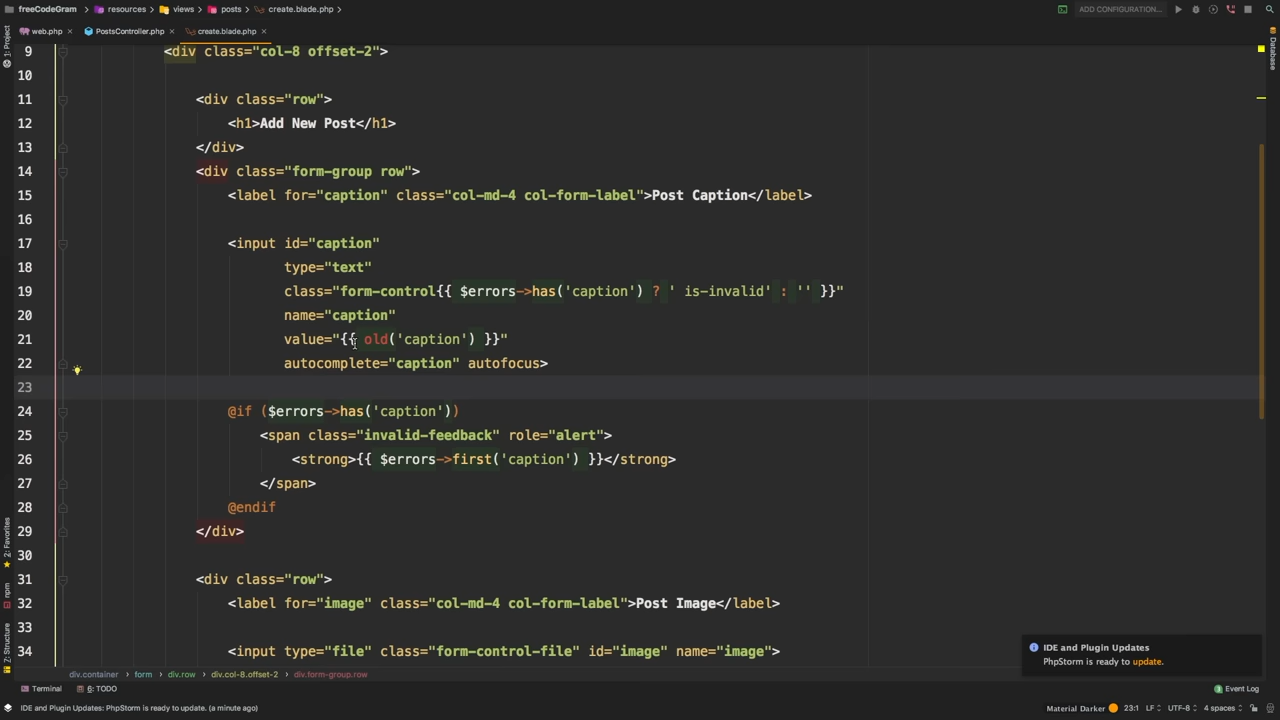 freeCodeGram resources views posts create.blade.php ADD CONFIGURATION...
web.php PostsController.php create.blade.php
1: Project
Database
9 <div class="col-8 offset-2">
10
11 <div class="row">
12 <h1>Add New Post</h1>
13 </div>
14 <div class="form-group row">
15 <label for="caption" class="col-md-4 col-form-label">Post Caption</label>
16
17 <input id="caption"
18 type="text"
19 class="form-control{{ $errors->has('caption') ? ' is-invalid' : '' }}"
20 name="caption"
21 value="{{ old('caption') }}"
22 autocomplete="caption" autofocus>
23
24 @if ($errors->has('caption'))
25 <span class="invalid-feedback" role="alert">
26 <strong>{{ $errors->first('caption') }}</strong>
27 </span>
28 @endif
29 </div>
30
31 <div class="row">
32 <label for="image" class="col-md-4 col-form-label">Post Image</label>
33
34 <input type="file" class="form-control-file" id="image" name="image">
2: Favorites
npm
7: Structure
IDE and Plugin Updates
PhpStorm is ready to update.
div.container form div.row div.col-8.offset-2 div.form-group.row
Terminal 6: TODO 3 Event Log
IDE and Plugin Updates: PhpStorm is ready to update. (a minute ago) Material Darker 23:1 LF UTF-8 4 spaces